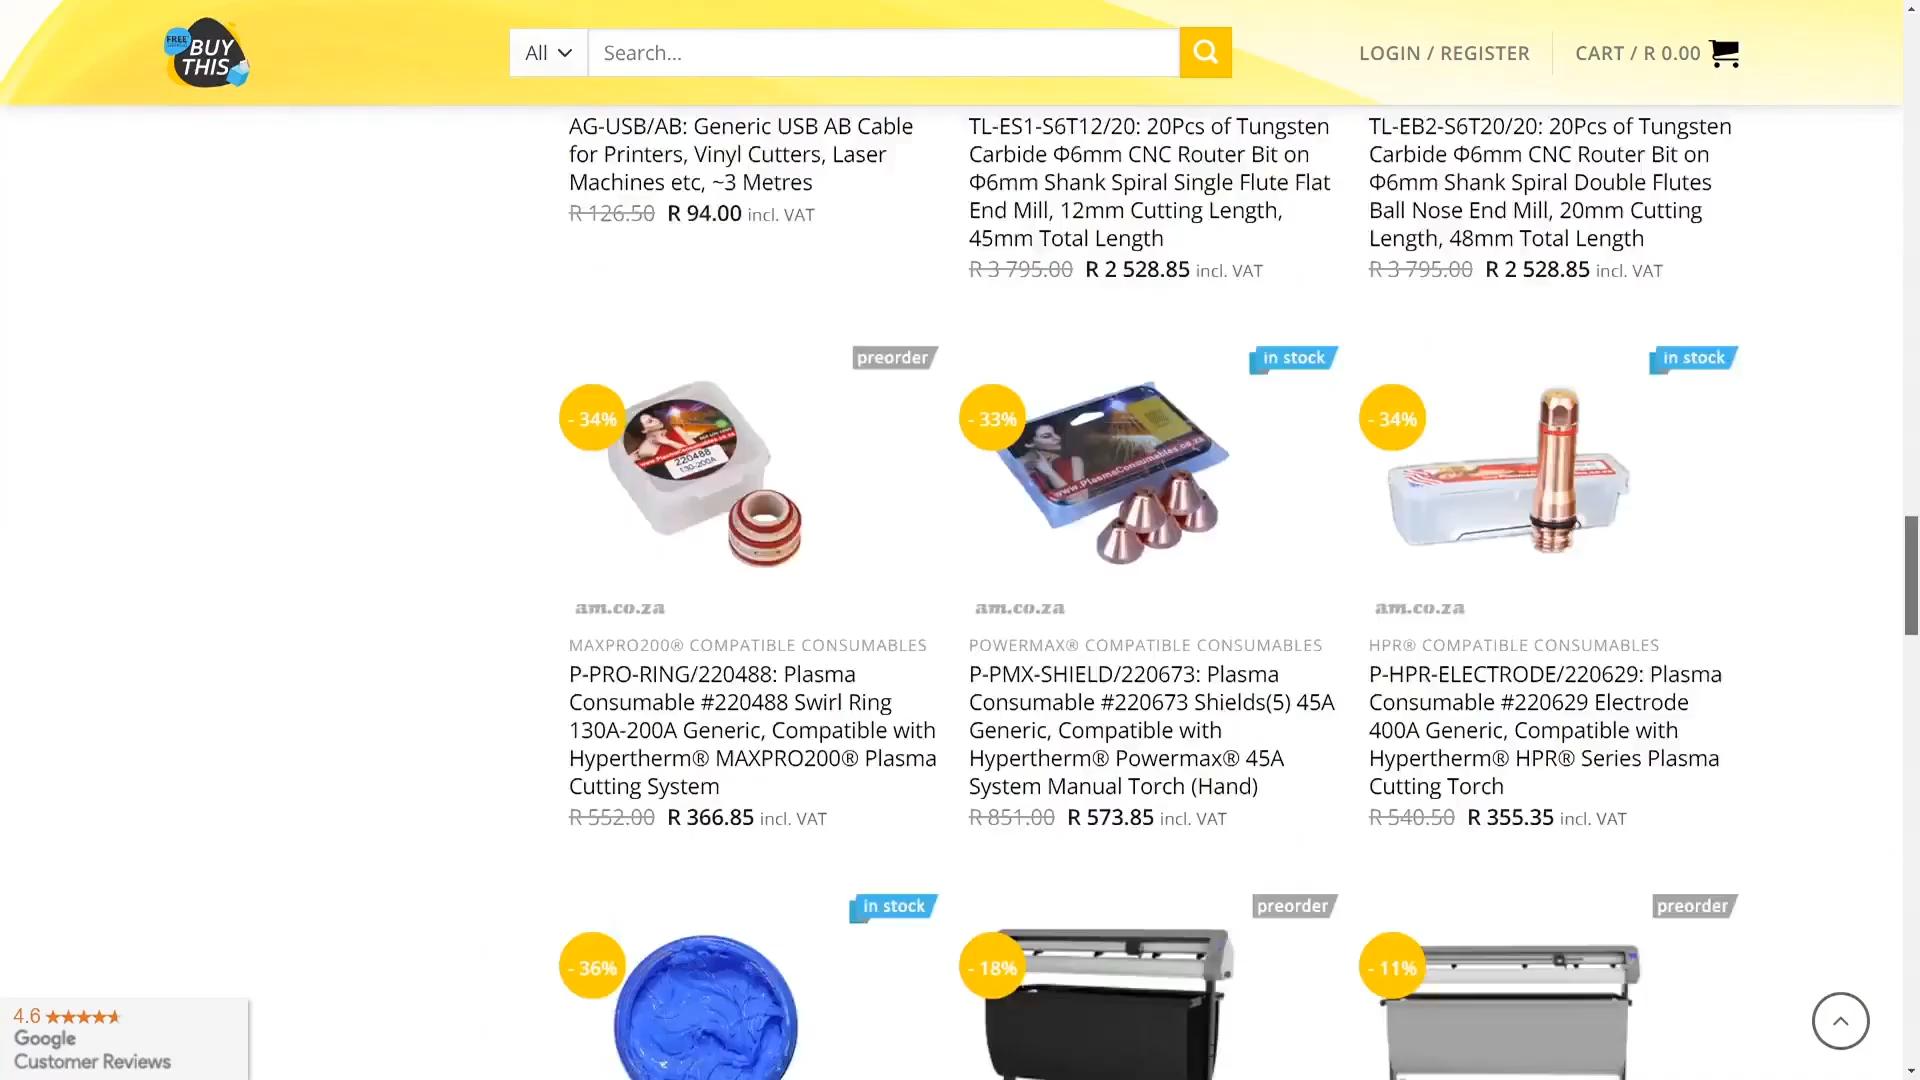 FREE
BUY
THIS
All
Search...
LOGIN / REGISTER
CART / R 0.00
AG-USB/AB: Generic USB AB Cable
for Printers, Vinyl Cutters, Laser
Machines etc, ~3 Metres
R 126.50 R 94.00 incl. VAT
TL-ES1-S6T12/20: 20Pcs of Tungsten
Carbide Φ6mm CNC Router Bit on
Φ6mm Shank Spiral Single Flute Flat
End Mill, 12mm Cutting Length,
45mm Total Length
R 3 795.00 R 2 528.85 incl. VAT
TL-EB2-S6T20/20: 20Pcs of Tungsten
Carbide Φ6mm CNC Router Bit on
Φ6mm Shank Spiral Double Flutes
Ball Nose End Mill, 20mm Cutting
Length, 48mm Total Length
R 3 795.00 R 2 528.85 incl. VAT
preorder
- 34%
220488
130-200A
am.co.za
MAXPRO200® COMPATIBLE CONSUMABLES
P-PRO-RING/220488: Plasma
Consumable #220488 Swirl Ring
130A-200A Generic, Compatible with
Hypertherm® MAXPRO200® Plasma
Cutting System
R 552.00 R 366.85 incl. VAT
in stock
- 33%
www.PlasmaConsumables.co.za
am.co.za
POWERMAX® COMPATIBLE CONSUMABLES
P-PMX-SHIELD/220673: Plasma
Consumable #220673 Shields(5) 45A
Generic, Compatible with
Hypertherm® Powermax® 45A
System Manual Torch (Hand)
R 851.00 R 573.85 incl. VAT
in stock
- 34%
am.co.za
HPR® COMPATIBLE CONSUMABLES
P-HPR-ELECTRODE/220629: Plasma
Consumable #220629 Electrode
400A Generic, Compatible with
Hypertherm® HPR® Series Plasma
Cutting Torch
R 540.50 R 355.35 incl. VAT
in stock
- 36%
preorder
- 18%
preorder
- 11%
4.6
Google
Customer Reviews